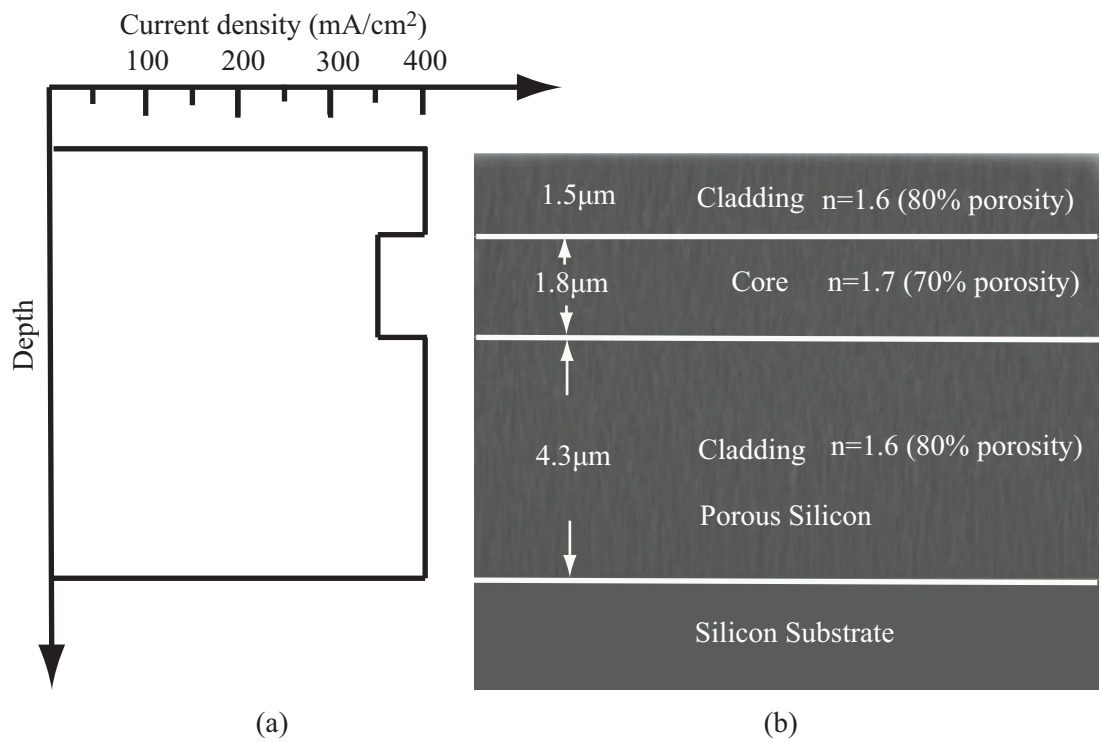 Current density (mA/cm²)
100 200 300 400
Depth
1.5μm Cladding n=1.6 (80% porosity)
1.8μm Core n=1.7 (70% porosity)
4.3μm Cladding n=1.6 (80% porosity)
Porous Silicon
Silicon Substrate
(a) (b)